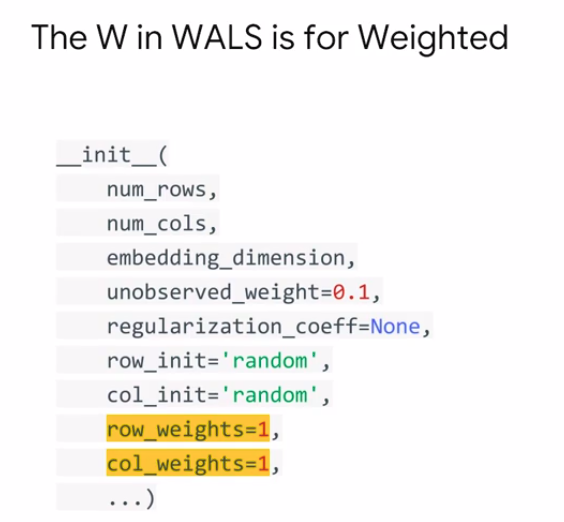 The W in WALS is for Weighted
__init__(
num_rows,
num_cols,
embedding_dimension,
unobserved_weight=0.1,
regularization_coeff=None,
row_init='random',
col_init='random',
row_weights=1,
col_weights=1,
...)